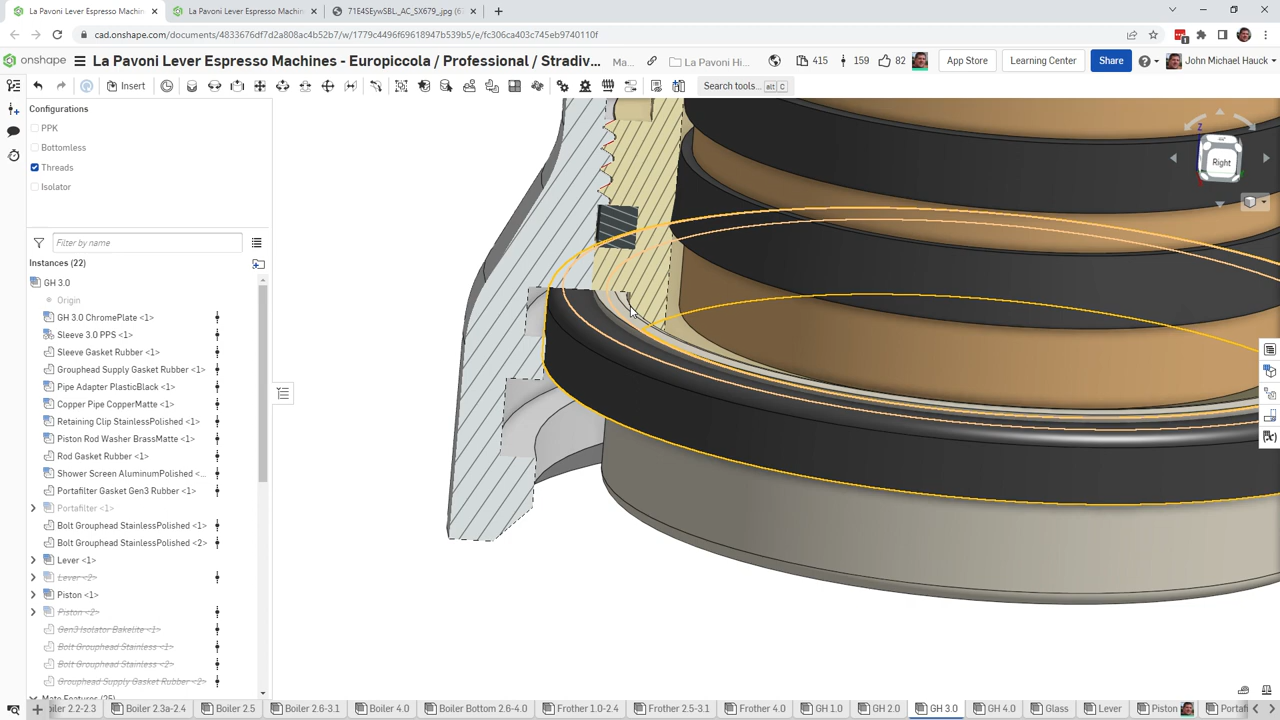 La Pavoni Lever Espresso Machin
La Pavoni Lever Espresso Machin
71E4SEywSBL._AC_SX679_.jpg (67
cad.onshape.com/documents/4833676df7d2a808ac4b52b7/w/1779c4496f69618947b539b5/e/fc306ca403c745eb9740110f
onshape
La Pavoni Lever Espresso Machines - Europiccola / Professional / Stradiv...
Ma...
La Pavoni Hi...
415
159
82
App Store
Learning Center
Share
John Michael Hauck
Insert
Search tools...
alt C
Configurations
PPK
Bottomless
Threads
Isolator
Filter by name
Instances (22)
GH 3.0
Origin
GH 3.0 ChromePlate <1>
Sleeve 3.0 PPS <1>
Sleeve Gasket Rubber <1>
Grouphead Supply Gasket Rubber <1>
Pipe Adapter PlasticBlack <1>
Copper Pipe CopperMatte <1>
Retaining Clip StainlessPolished <1>
Piston Rod Washer BrassMatte <1>
Rod Gasket Rubber <1>
Shower Screen AluminumPolished <...
Portafilter Gasket Gen3 Rubber <1>
Portafilter <1>
Bolt Grouphead StainlessPolished <1>
Bolt Grouphead StainlessPolished <2>
Lever <1>
Lever <2>
Piston <1>
Piston <2>
Gen3 Isolator Bakelite <1>
Bolt Grouphead Stainless <1>
Bolt Grouphead Stainless <2>
Grouphead Supply Gasket Rubber <2>
Mate Features (25)
Z
Right
oiler 2.2-2.3
Boiler 2.3a-2.4
Boiler 2.5
Boiler 2.6-3.1
Boiler 4.0
Boiler Bottom 2.6-4.0
Frother 1.0-2.4
Frother 2.5-3.1
Frother 4.0
GH 1.0
GH 2.0
GH 3.0
GH 4.0
Glass
Lever
Piston
Portafi